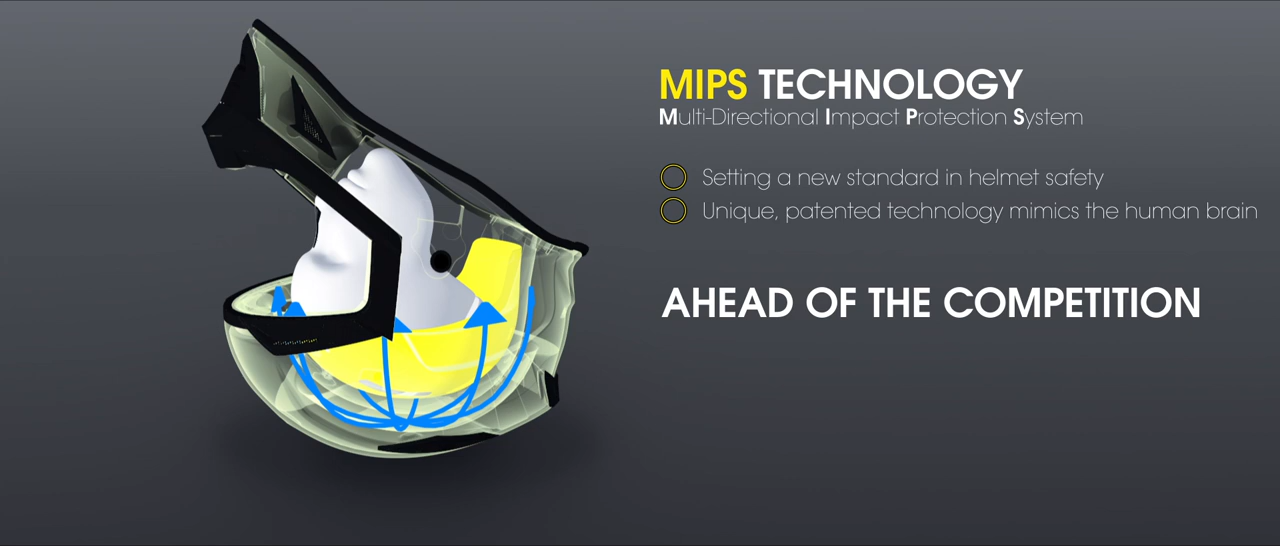 MIPS TECHNOLOGY
Multi-Directional Impact Protection System
Setting a new standard in helmet safety
Unique, patented technology mimics the human brain
AHEAD OF THE COMPETITION